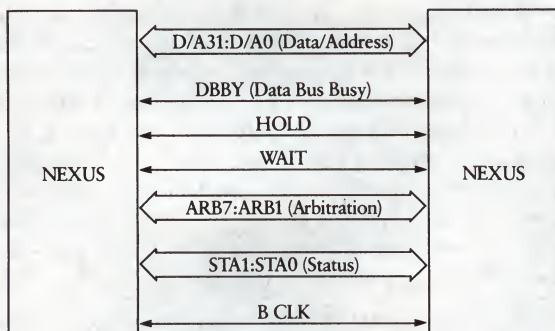 D/A31:D/A0 (Data/Address)
DBBY (Data Bus Busy)
HOLD
WAIT
NEXUS
NEXUS
ARB7:ARB1 (Arbitration)
STA1:STA0 (Status)
B CLK